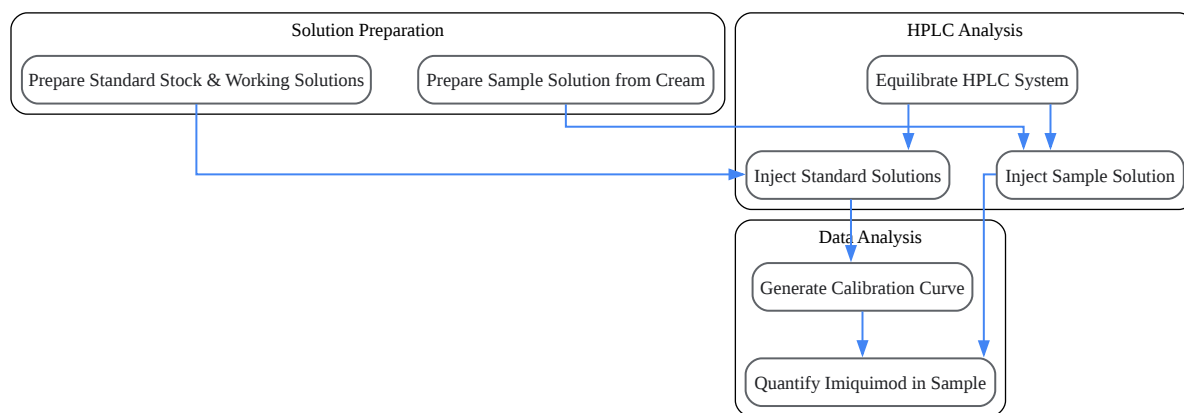 Solution Preparation
Prepare Standard Stock & Working Solutions
Prepare Sample Solution from Cream
HPLC Analysis
Equilibrate HPLC System
Inject Standard Solutions
Inject Sample Solution
Data Analysis
Generate Calibration Curve
Quantify Imiquimod in Sample